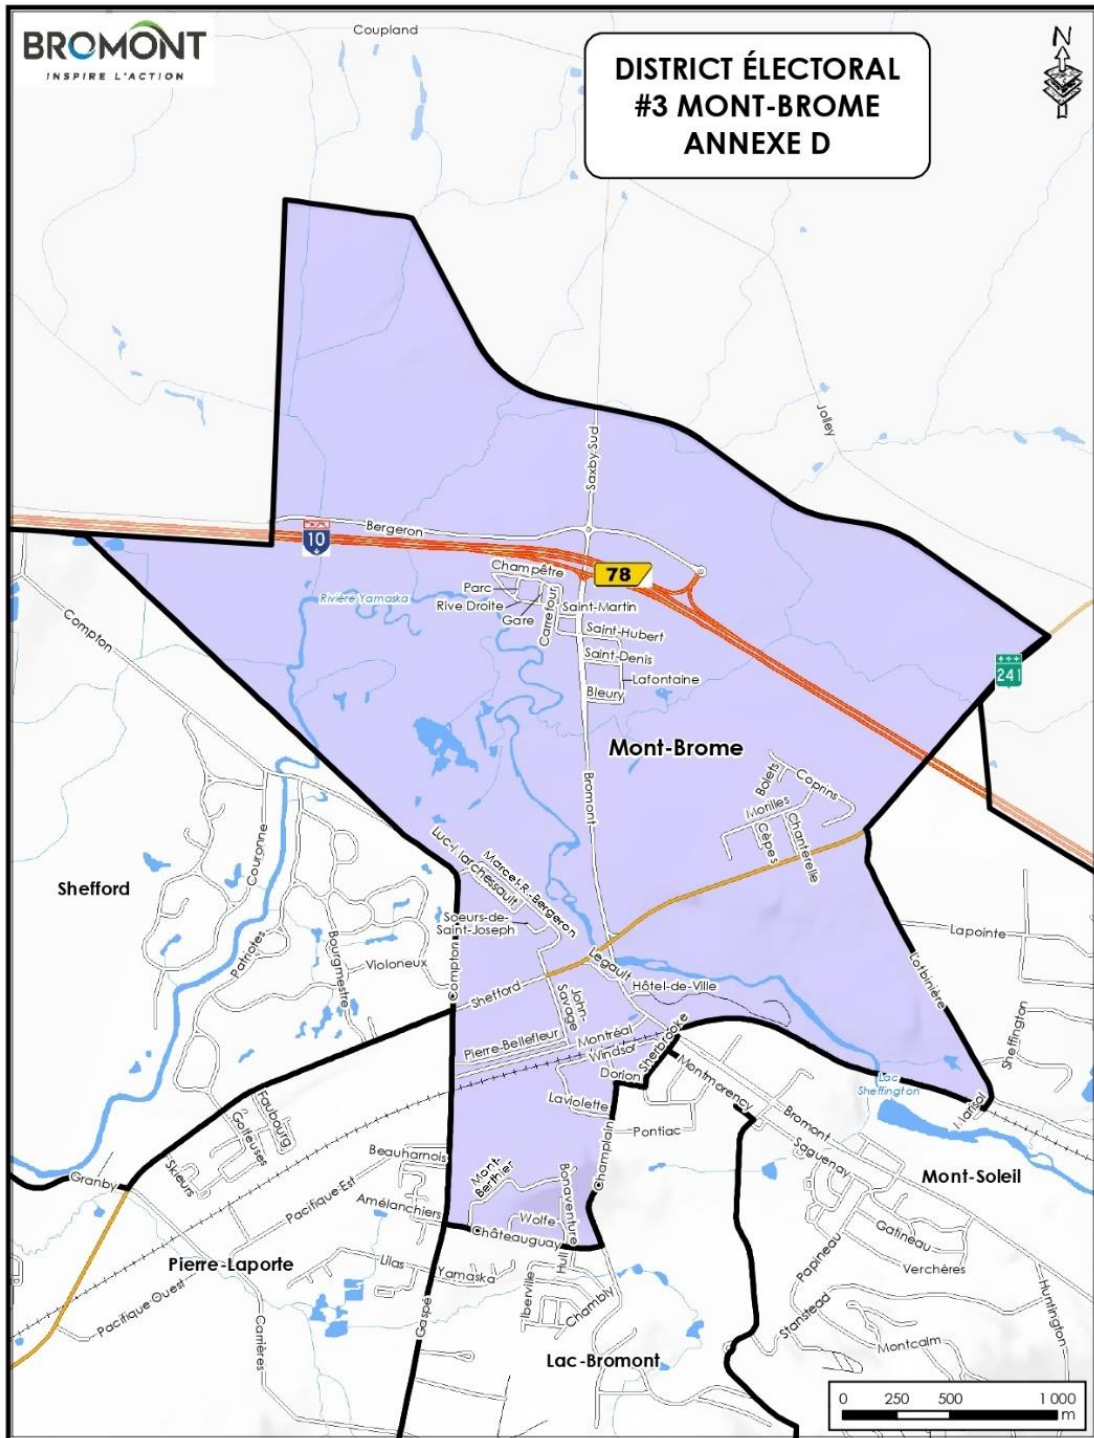 BROMONT
INSPIRE L'ACTION
DISTRICT ÉLECTORAL
#3 MONT-BROME
ANNEXE D
N
Coupland
Jolley
Saxby-Sud
Bergeron
10
78
Champêtre
Parc
Rive Droite
Gare
Carrefour
Rivière Yamaska
Saint-Martin
Saint-Hubert
Saint-Denis
Lafontaine
Bleury
241
Compton
Mont-Brome
Bromont
Bolets
Coprins
Morilles
Cèpes
Chanterelle
Shefford
Couronne
Patriotes
Bourgmestre
Violoneux
Luc-Marchessault
Marcel-R.-Bergeron
Soeurs-de-
Saint-Joseph
Compton
Shefford
Legault
Hôtel-de-Ville
John-
Savage
Lotbinière
Lapointe
Sheffington
Pierre-Bellefleur
Montréal
Windsor
Sherbrooke
Dorion
Montmorency
Lac
Sheffington
Marisol
Laviolette
Pontiac
Champlain
Bromont
Saguenay
Mont-Soleil
Faubourg
Golfeuses
Skieurs
Granby
Beauharnois
Pacifique-Est
Amélanchiers
Mont-
Berthier
Bonaventure
Wolfe
Châteauguay
Hull
Pierre-Laporte
Lilas
Yamaska
Gaspé
Iberville
Chambly
Pacifique Ouest
Carrières
Lac-Bromont
Papineau
Gatineau
Verchères
Stanstead
Montcalm
Huntington
0 250 500 1 000
m